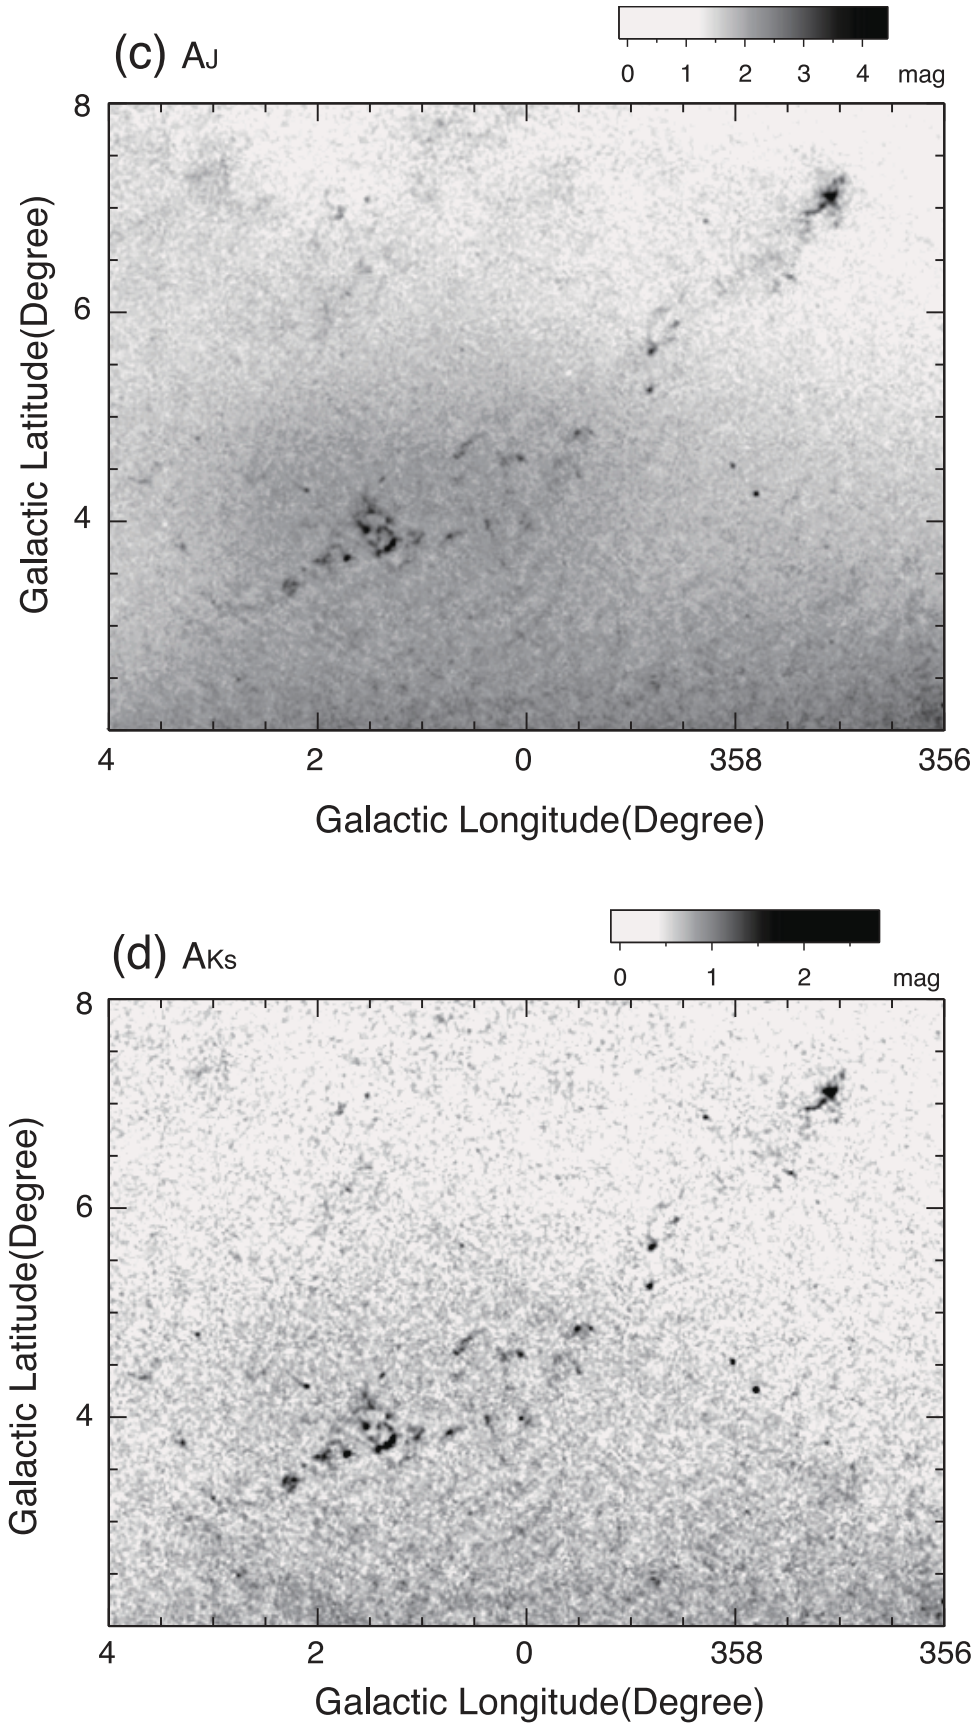 (c) AJ
0 1 2 3 4 mag
8
6
4
Galactic Latitude(Degree)
4 2 0 358 356
Galactic Longitude(Degree)
(d) AKs
0 1 2 mag
8
6
4
Galactic Latitude(Degree)
4 2 0 358 356
Galactic Longitude(Degree)